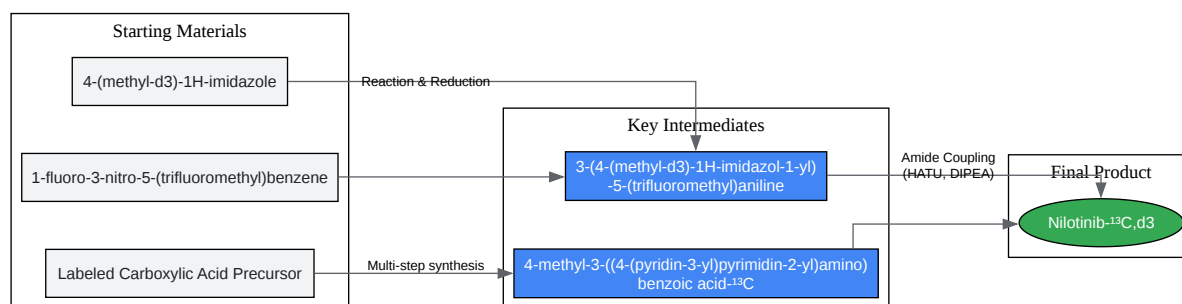 Starting Materials
4-(methyl-d3)-1H-imidazole
Reaction & Reduction
Key Intermediates
1-fluoro-3-nitro-5-(trifluoromethyl)benzene
3-(4-(methyl-d3)-1H-imidazol-1-yl)
-5-(trifluoromethyl)aniline
Amide Coupling
(HATU, DIPEA)
Final Product
Nilotinib-¹³C,d3
Labeled Carboxylic Acid Precursor
Multi-step synthesis
4-methyl-3-((4-(pyridin-3-yl)pyrimidin-2-yl)amino)
benzoic acid-¹³C